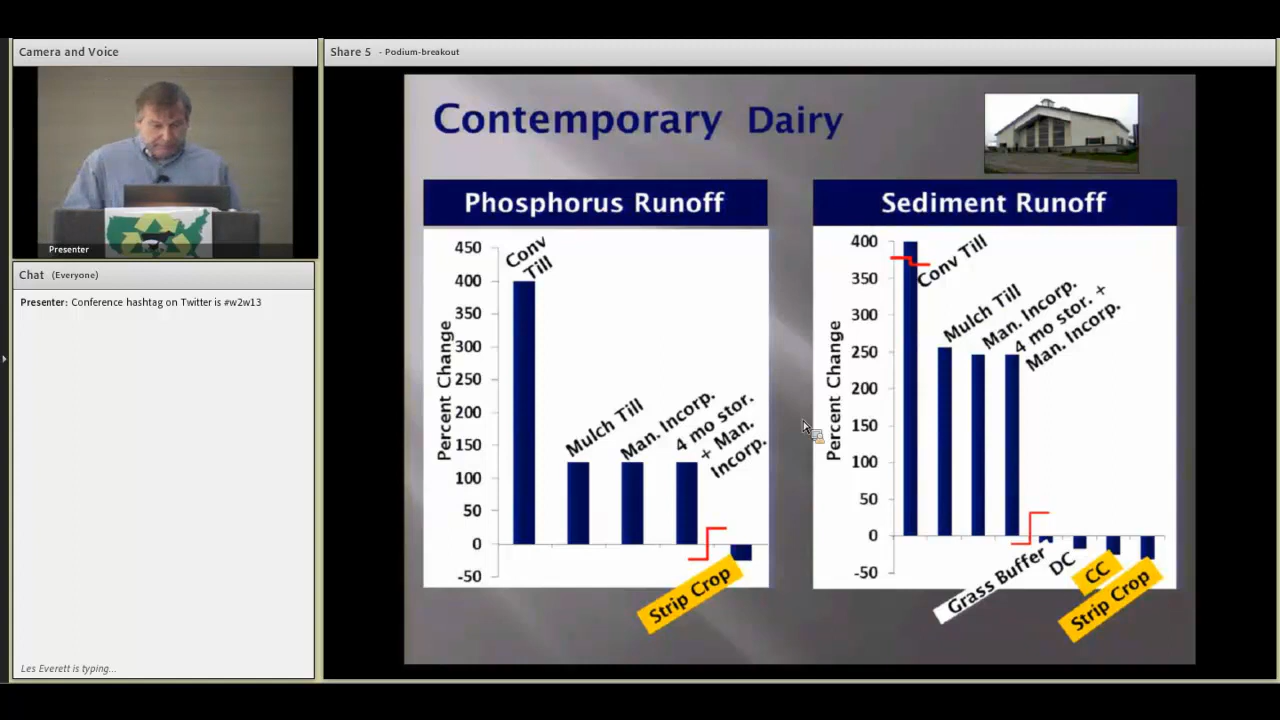 Camera and Voice
Presenter
Chat (Everyone)
Presenter: Conference hashtag on Twitter is #w2w13
Les Everett is typing...
Share 5 - Podium-breakout
Contemporary Dairy
Phosphorus Runoff
Percent Change
450
400
350
300
250
200
150
100
50
0
-50
Conv
Till
Mulch Till
Man. Incorp.
4 mo stor.
+ Man.
Incorp.
Strip Crop
Sediment Runoff
Percent Change
400
350
300
250
200
150
100
50
0
-50
Conv Till
Mulch Till
Man. Incorp.
4 mo stor. +
Man. Incorp.
Grass Buffer
DC
CC
Strip Crop